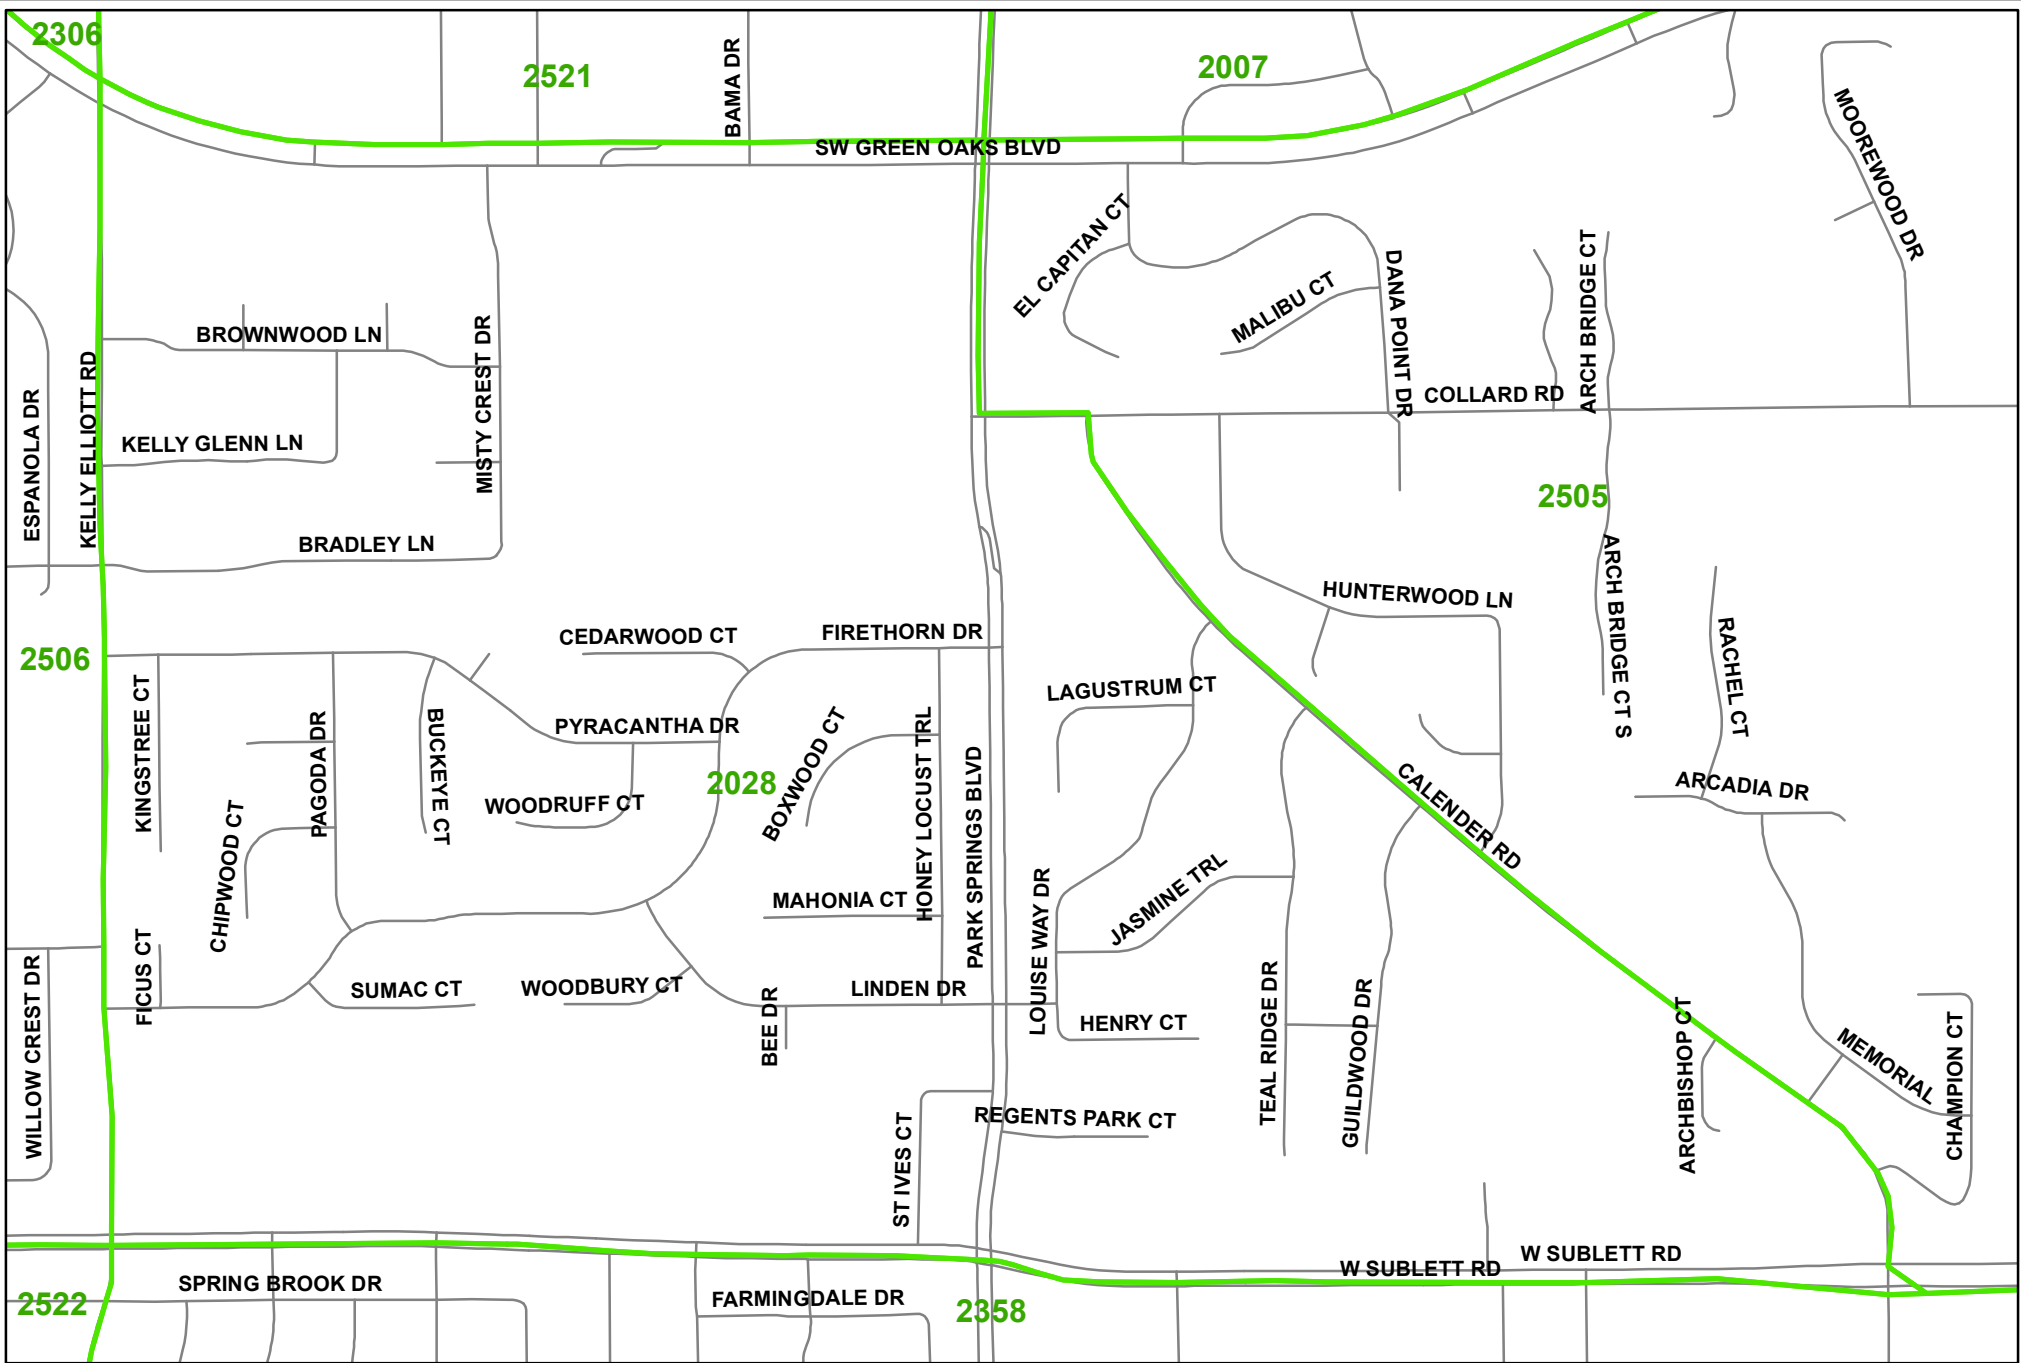 2306
2521
BAMA DR
2007
MOOREWOOD DR
SW GREEN OAKS BLVD
EL CAPITAN CT
MALIBU CT
DANA POINT DR
ARCH BRIDGE CT
BROWNWOOD LN
MISTY CREST DR
KELLY ELLIOTT RD
ESPANOLA DR
COLLARD RD
KELLY GLENN LN
2505
BRADLEY LN
ARCH BRIDGE CT S
HUNTERWOOD LN
RACHEL CT
2506
CEDARWOOD CT
FIRETHORN DR
LAGUSTRUM CT
KINGSTREE CT
PAGODA DR
BUCKEYE CT
PYRACANTHA DR
BOXWOOD CT
HONEY LOCUST TRL
PARK SPRINGS BLVD
2028
CALENDER RD
ARCADIA DR
WOODRUFF CT
CHIPWOOD CT
JASMINE TRL
LOUISE WAY DR
MAHONIA CT
FICUS CT
WILLOW CREST DR
SUMAC CT
WOODBURY CT
LINDEN DR
BEE DR
HENRY CT
TEAL RIDGE DR
GUILDWOOD DR
ARCHBISHOP CT
MEMORIAL
CHAMPION CT
REGENTS PARK CT
ST IVES CT
W SUBLETT RD
W SUBLETT RD
SPRING BROOK DR
FARMINGDALE DR
2522
2358